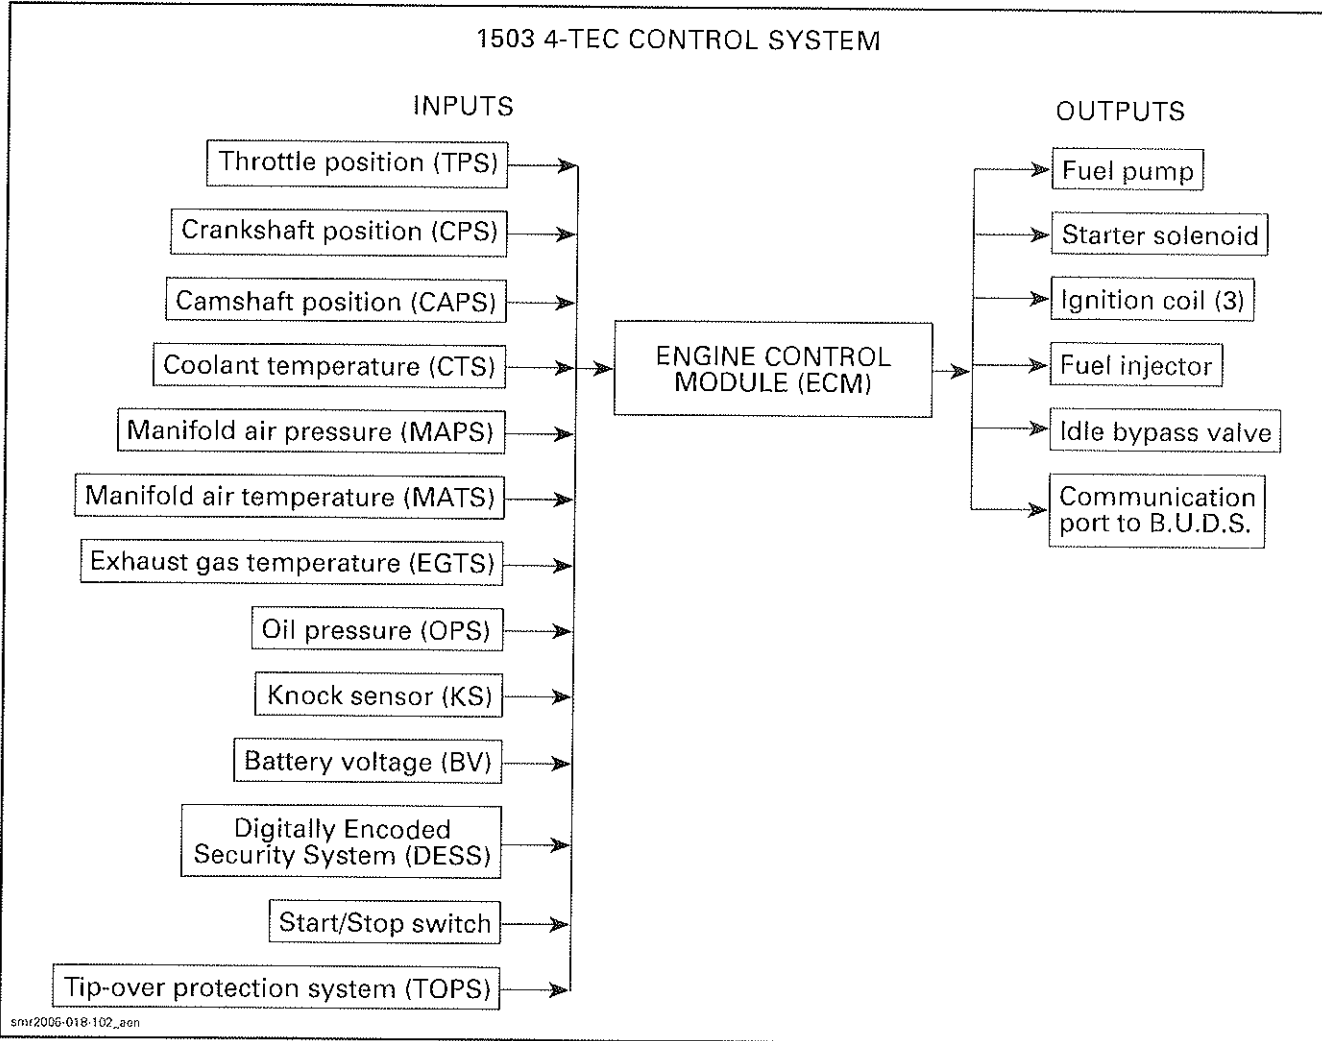 1503 4-TEC CONTROL SYSTEM
INPUTS
Throttle position (TPS)
Crankshaft position (CPS)
Camshaft position (CAPS)
Coolant temperature (CTS)
Manifold air pressure (MAPS)
Manifold air temperature (MATS)
Exhaust gas temperature (EGTS)
Oil pressure (OPS)
Knock sensor (KS)
Battery voltage (BV)
Digitally Encoded
Security System (DESS)
Start/Stop switch
Tip-over protection system (TOPS)
ENGINE CONTROL
MODULE (ECM)
OUTPUTS
Fuel pump
Starter solenoid
Ignition coil (3)
Fuel injector
Idle bypass valve
Communication
port to B.U.D.S.
smr2006-018-102_aen